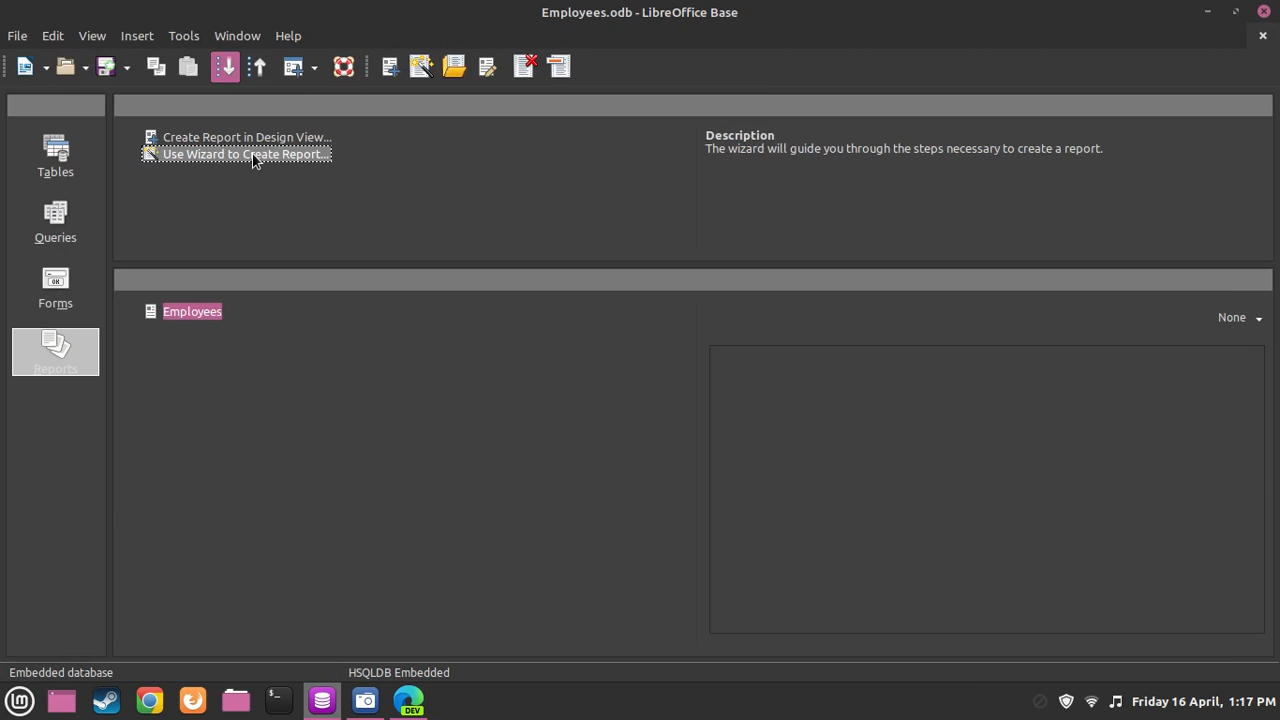 Employees.odb - LibreOffice Base
File Edit View Insert Tools Window Help
Create Report in Design View...
Use Wizard to Create Report...
Description
The wizard will guide you through the steps necessary to create a report.
Tables
Queries
Forms
Reports
Employees
None
Embedded database
HSQLDB Embedded
DEV
Friday 16 April, 1:17 PM